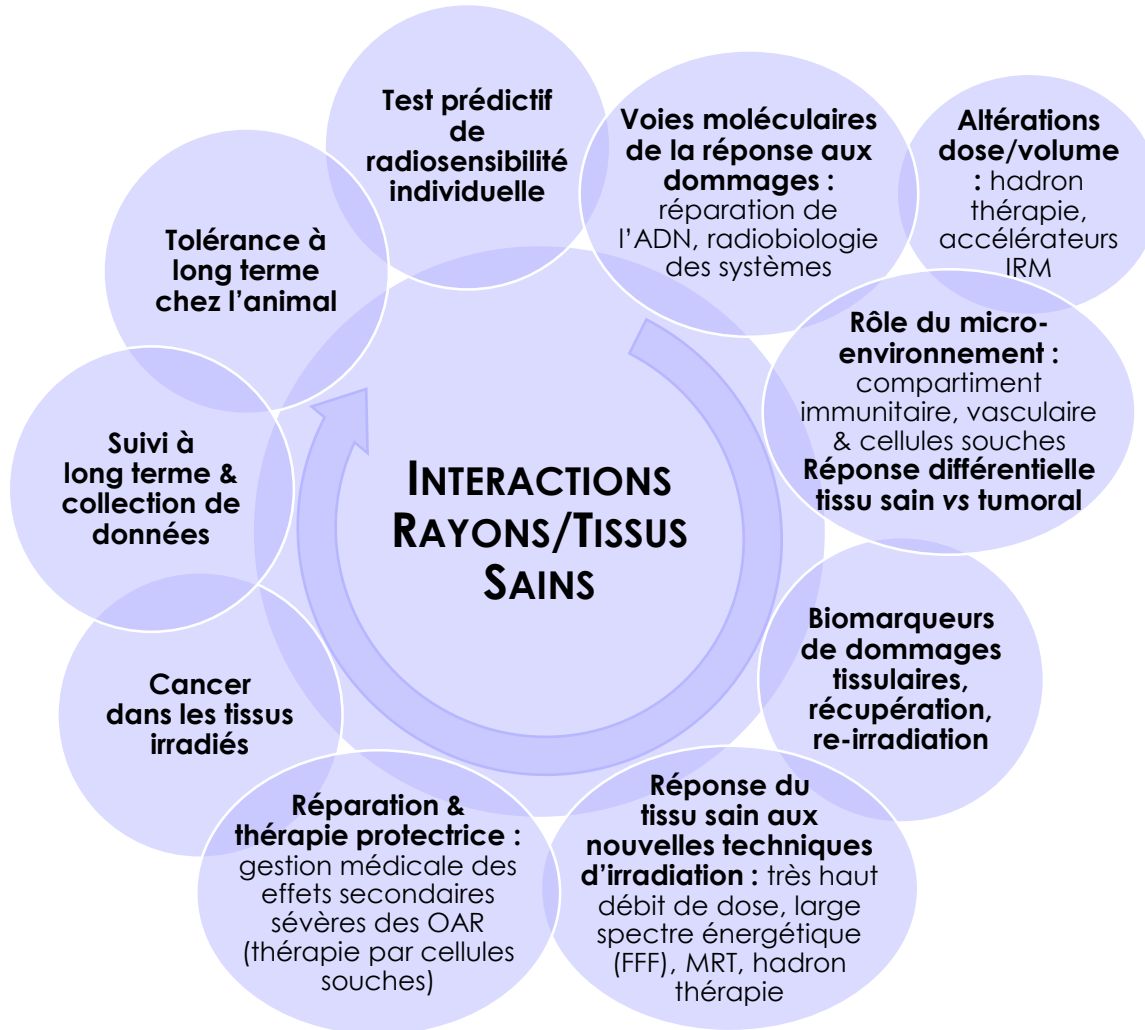 Test prédictif
de
radiosensibilité
individuelle
Voies moléculaires
de la réponse aux
dommages :
réparation de
l'ADN, radiobiologie
des systèmes
Altérations
dose/volume
: hadron
thérapie,
accélérateurs
IRM
Rôle du micro-
environnement :
compartiment
immunitaire, vasculaire
& cellules souches
Réponse différentielle
tissu sain vs tumoral
Biomarqueurs
de dommages
tissulaires,
récupération,
re-irradiation
Réponse du
tissu sain aux
nouvelles techniques
d'irradiation : très haut
débit de dose, large
spectre énergétique
(FFF), MRT, hadron
thérapie
Réparation &
thérapie protectrice :
gestion médicale des
effets secondaires
sévères des OAR
(thérapie par cellules
souches)
Cancer
dans les tissus
irradiés
Suivi à
long terme &
collection de
données
Tolérance à
long terme
chez l'animal
INTERACTIONS
RAYONS/TISSUS
SAINS